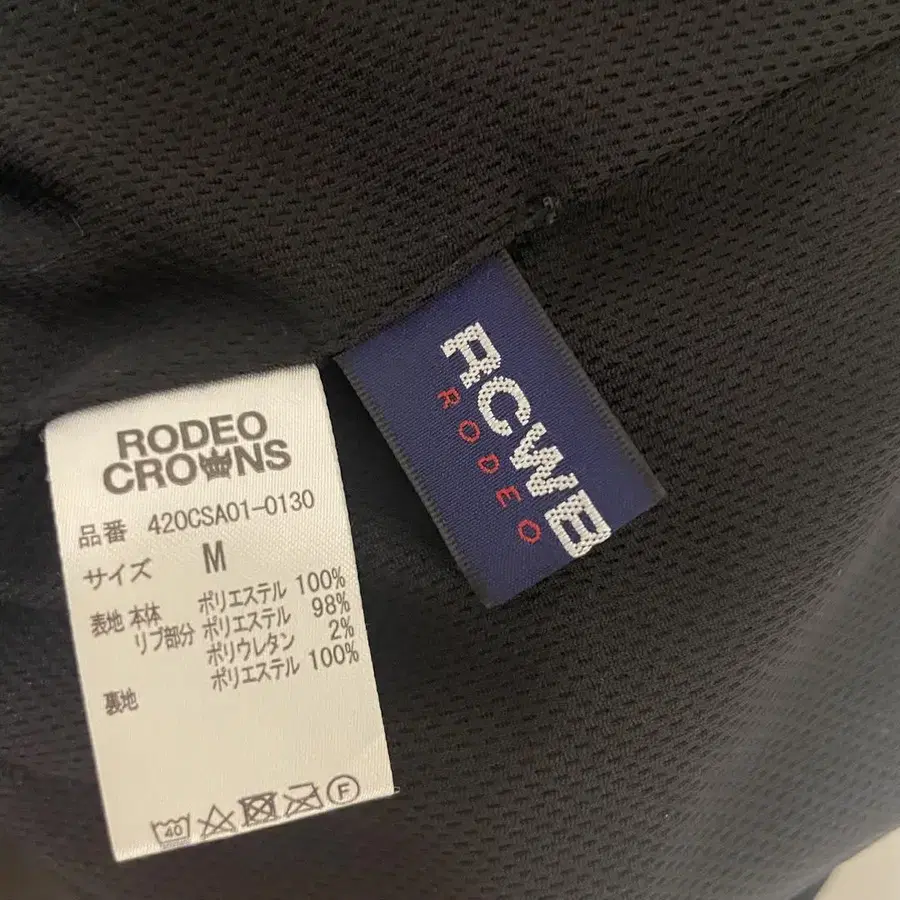 RODEO
CROWNS
品番 420CSA01-0130
サイズ M
表地 本体 ポリエステル 100%
リブ部分 ポリエステル 98%
ポリウレタン 2%
裏地 ポリエステル 100%
40
F
RCWB
RODEO